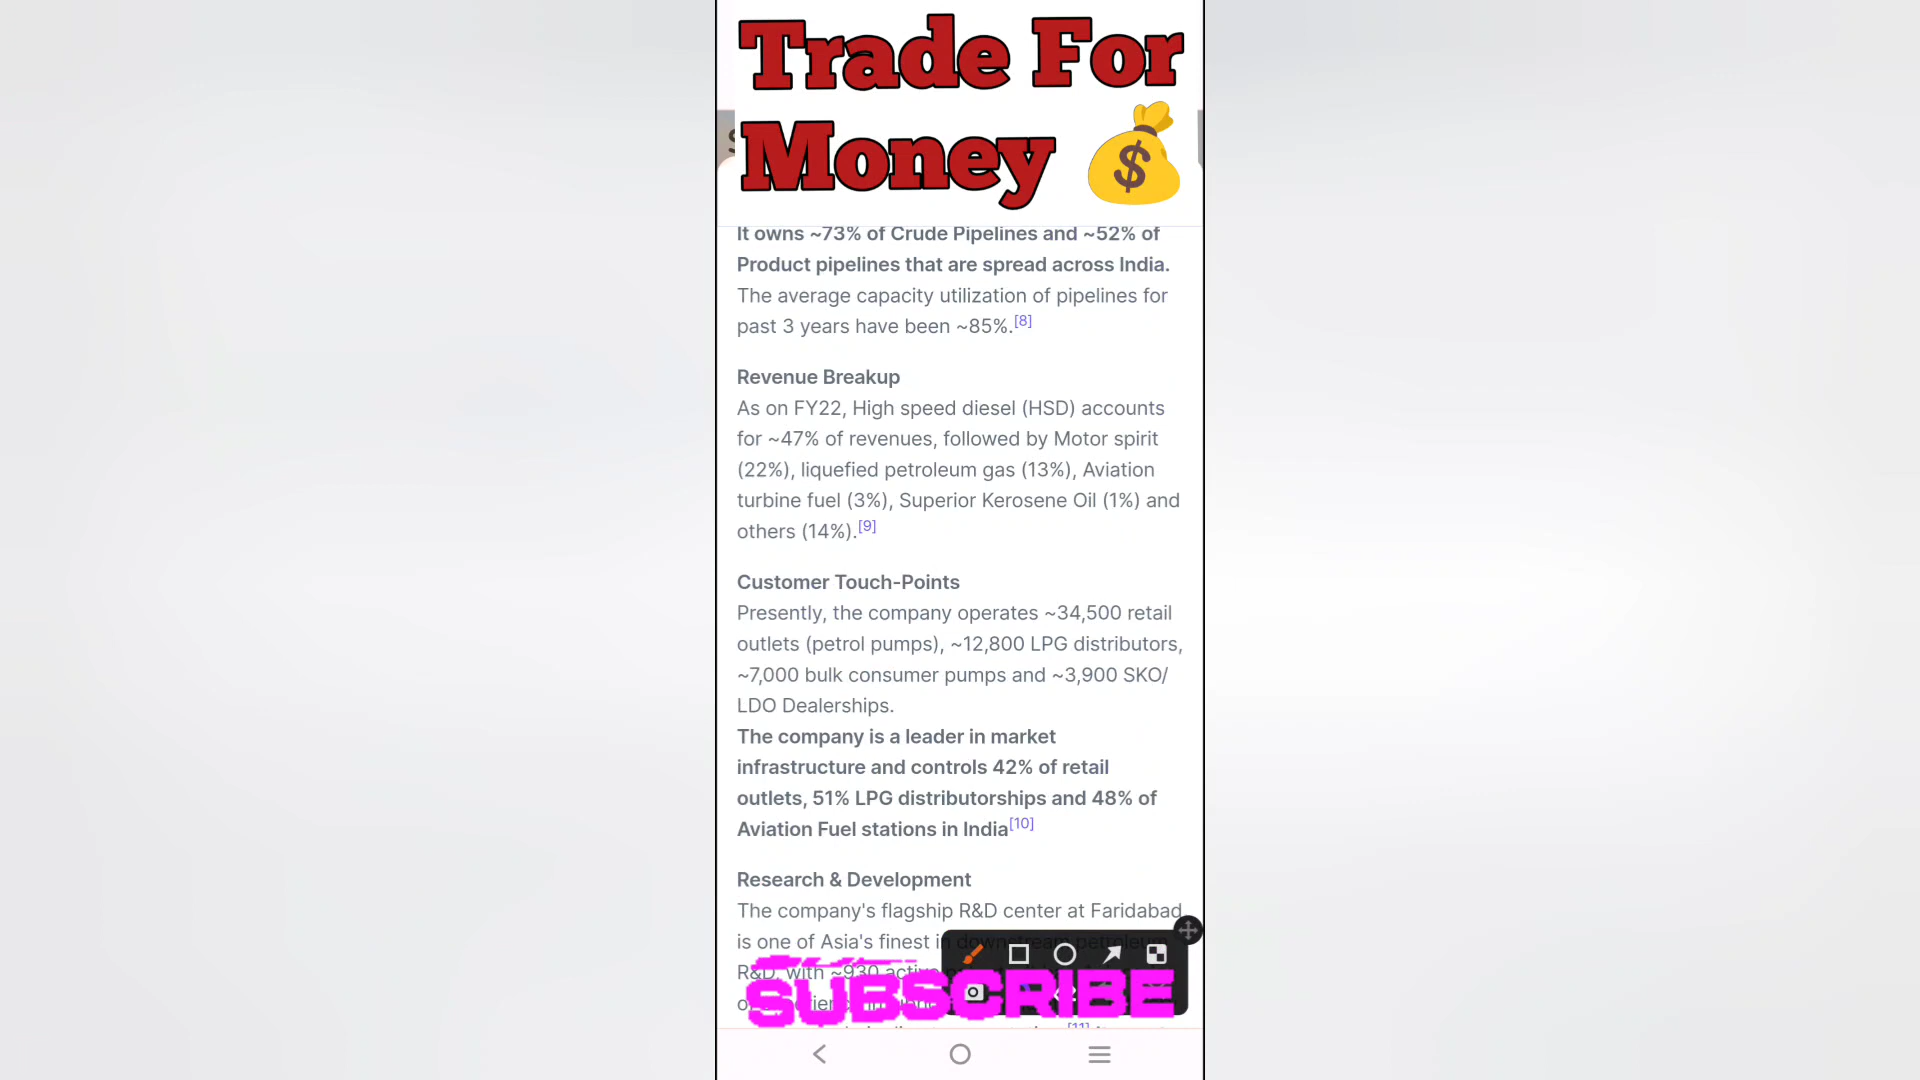 Trade For
Money
It owns ~73% of Crude Pipelines and ~52% of
Product pipelines that are spread across India.
The average capacity utilization of pipelines for
past 3 years have been ~85%.[8]
Revenue Breakup
As on FY22, High speed diesel (HSD) accounts
for ~47% of revenues, followed by Motor spirit
(22%), liquefied petroleum gas (13%), Aviation
turbine fuel (3%), Superior Kerosene Oil (1%) and
others (14%).[9]
Customer Touch-Points
Presently, the company operates ~34,500 retail
outlets (petrol pumps), ~12,800 LPG distributors,
~7,000 bulk consumer pumps and ~3,900 SKO/
LDO Dealerships.
The company is a leader in market
infrastructure and controls 42% of retail
outlets, 51% LPG distributorships and 48% of
Aviation Fuel stations in India[10]
Research & Development
The company's flagship R&D center at Faridabad
is one of Asia's finest in downstream petroleum
R&D, with ~930 active
SUBSCRIBE
[11]